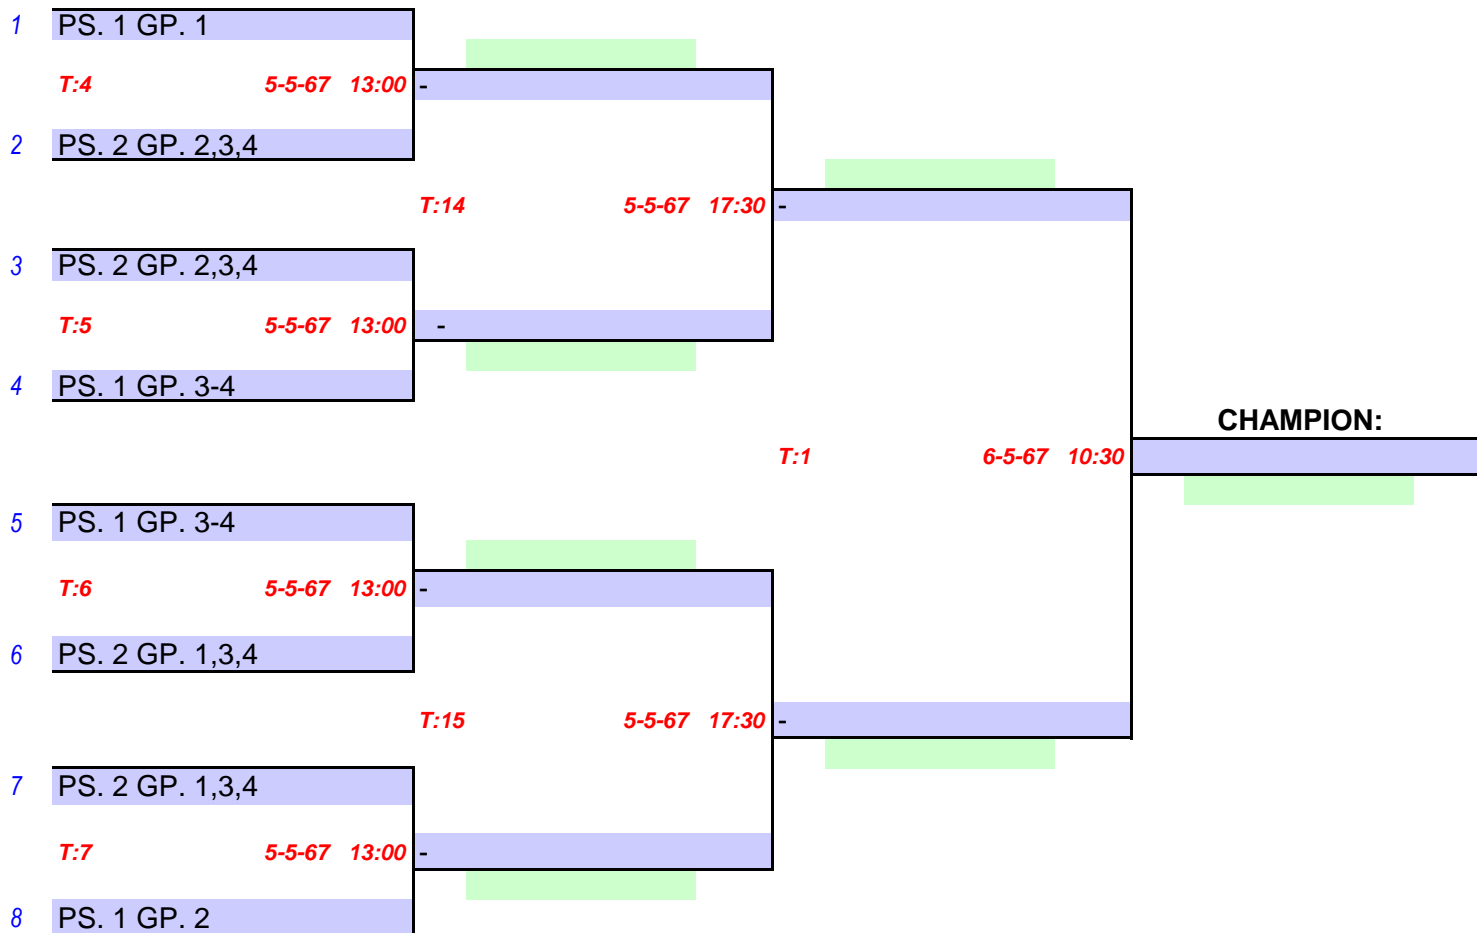 1 PS. 1 GP. 1
T:4 5-5-67 13:00 -
2 PS. 2 GP. 2,3,4
T:14 5-5-67 17:30 -
3 PS. 2 GP. 2,3,4
T:5 5-5-67 13:00 -
4 PS. 1 GP. 3-4
CHAMPION:
T:1 6-5-67 10:30
5 PS. 1 GP. 3-4
T:6 5-5-67 13:00 -
6 PS. 2 GP. 1,3,4
T:15 5-5-67 17:30 -
7 PS. 2 GP. 1,3,4
T:7 5-5-67 13:00 -
8 PS. 1 GP. 2